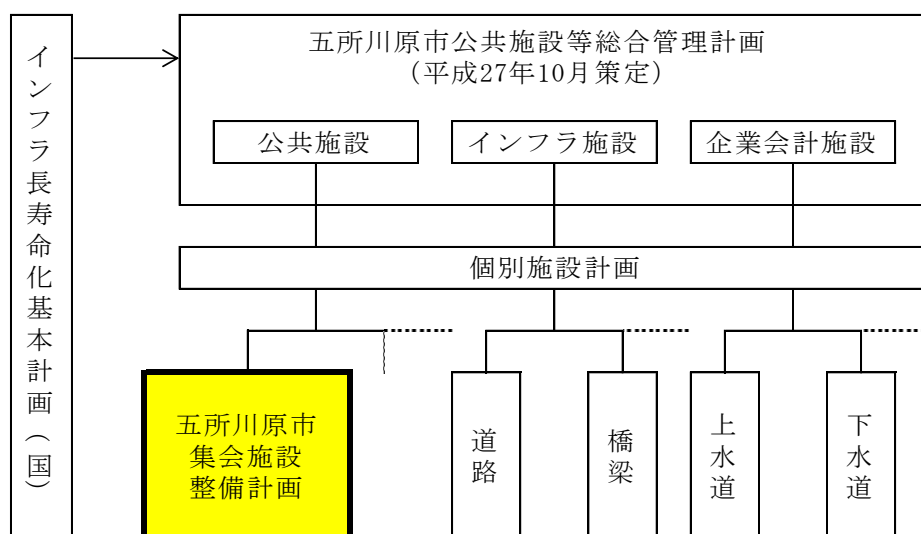 インフラ長寿命化基本計画（国）
五所川原市公共施設等総合管理計画
（平成27年10月策定）
公共施設
インフラ施設
企業会計施設
個別施設計画
五所川原市
集会施設
整備計画
道路
橋梁
上水道
下水道